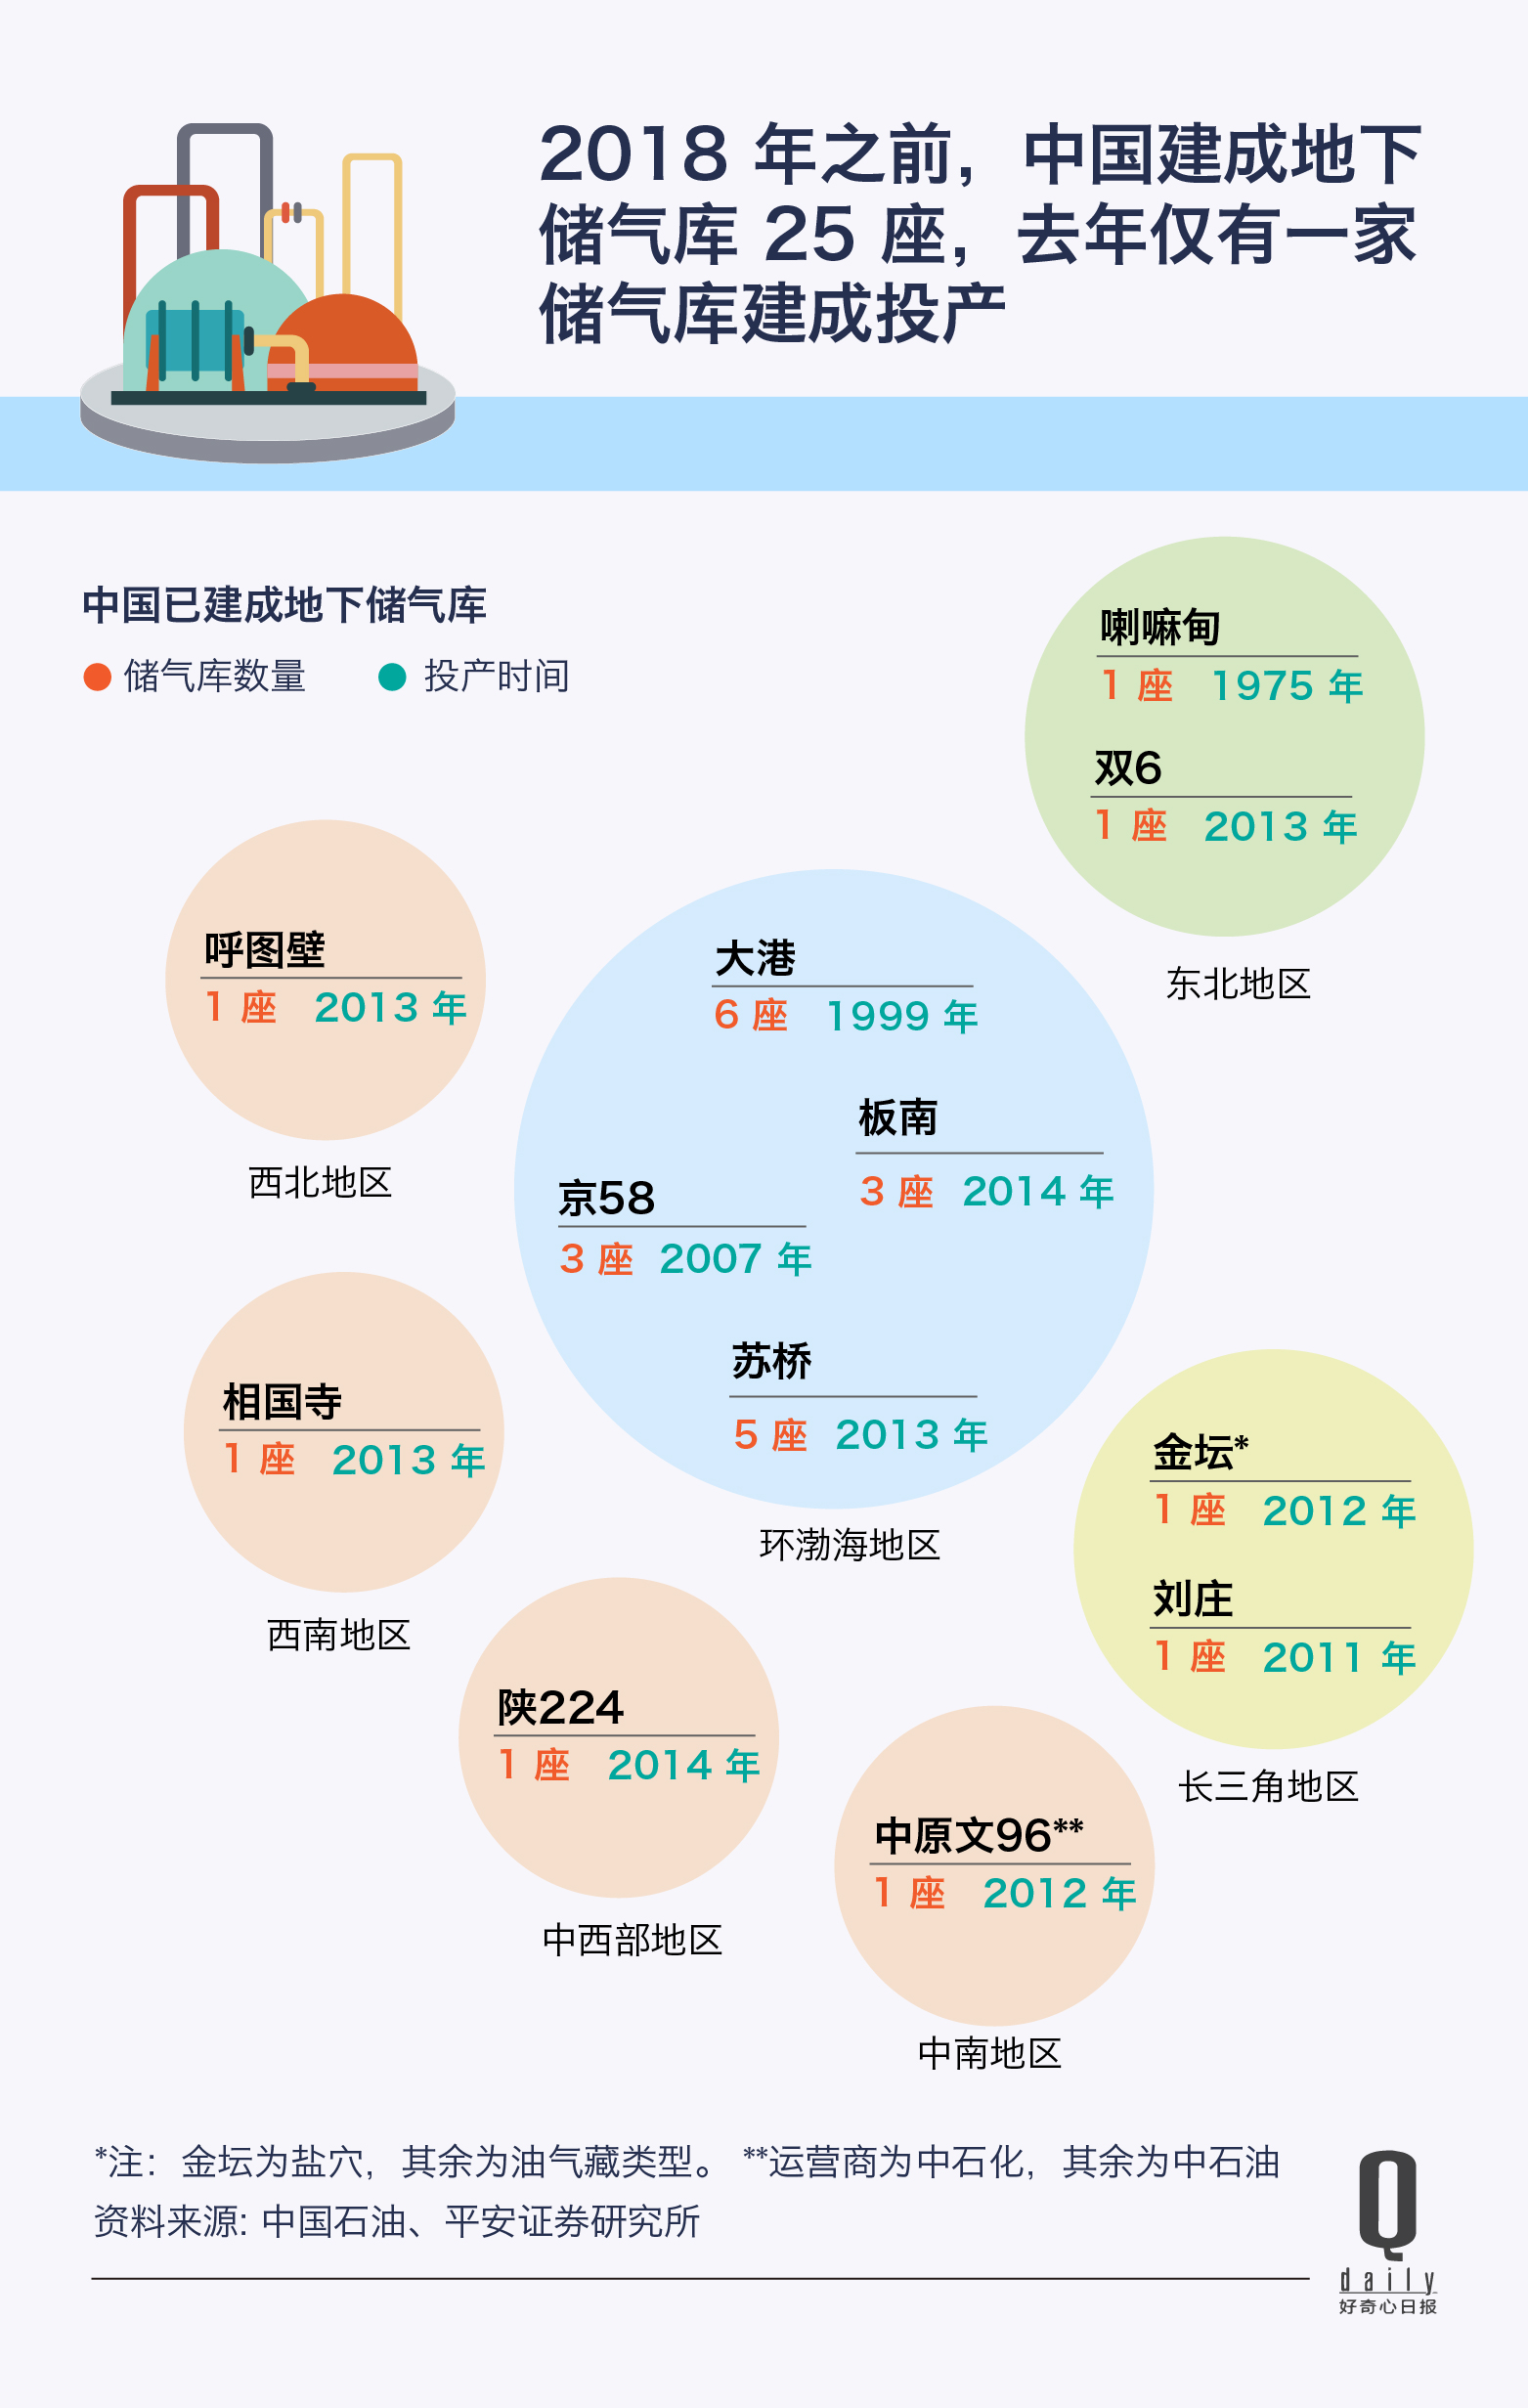 2018 年之前，中国建成地下
储气库 25 座，去年仅有一家
储气库建成投产
中国已建成地下储气库
储气库数量 投产时间
喇嘛甸
1 座 1975 年
双6
1 座 2013 年
东北地区
呼图壁
1 座 2013 年
西北地区
大港
6 座 1999 年
板南
3 座 2014 年
京58
3 座 2007 年
苏桥
5 座 2013 年
环渤海地区
相国寺
1 座 2013 年
西南地区
金坛*
1 座 2012 年
刘庄
1 座 2011 年
长三角地区
陕224
1 座 2014 年
中西部地区
中原文96**
1 座 2012 年
中南地区
*注：金坛为盐穴，其余为油气藏类型。 **运营商为中石化，其余为中石油
资料来源: 中国石油、平安证券研究所
Q
daily
好奇心日报